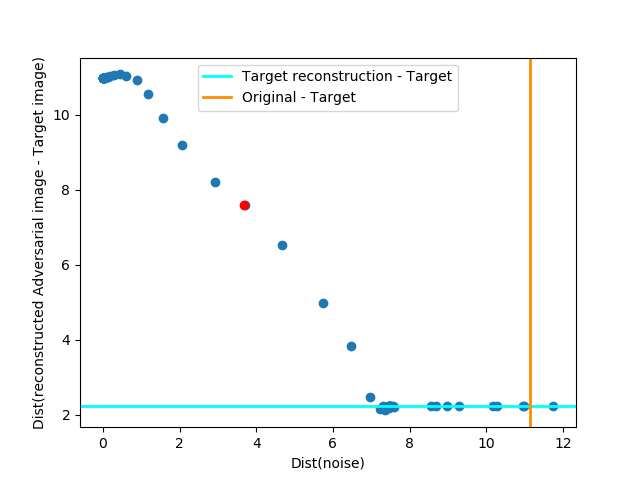 Target reconstruction - Target
Original - Target
Dist(reconstructed Adversarial image - Target image)
10
8
6
4
2
0 2 4 6 8 10 12
Dist(noise)